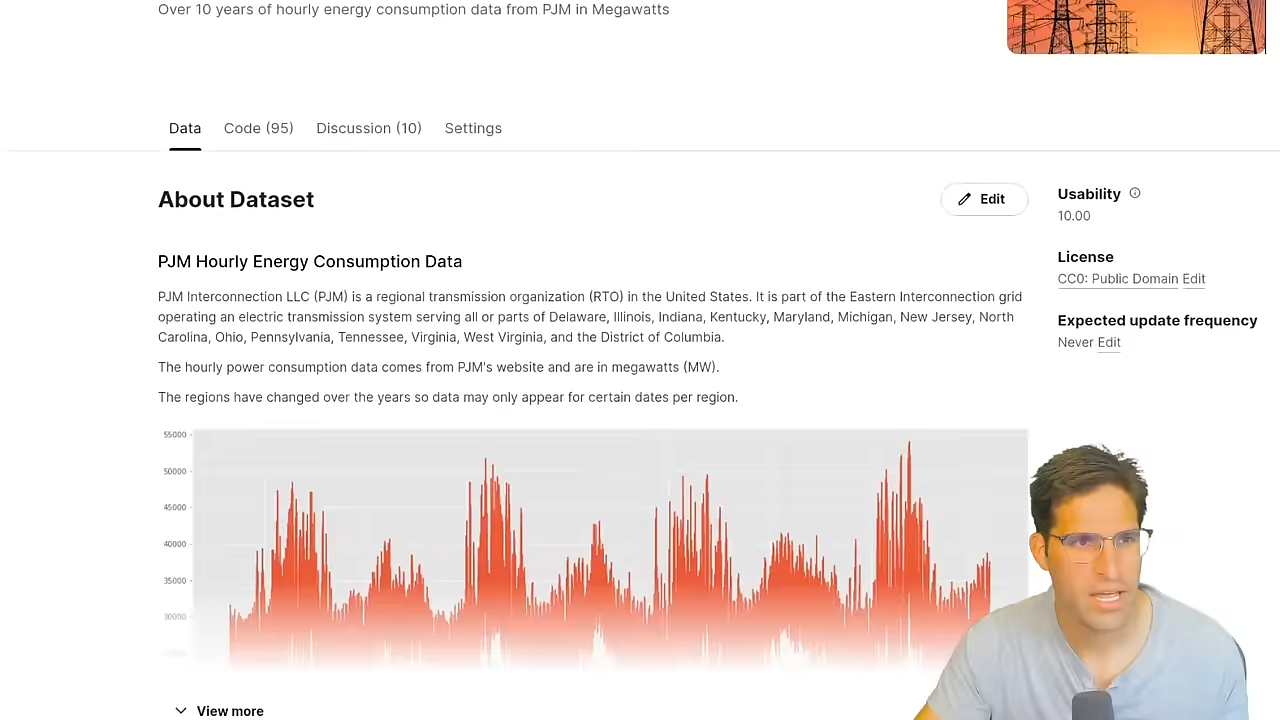 Over 10 years of hourly energy consumption data from PJM in Megawatts
Data Code (95) Discussion (10) Settings
About Dataset
Edit
Usability
10.00
License
CC0: Public Domain Edit
Expected update frequency
Never Edit
PJM Hourly Energy Consumption Data
PJM Interconnection LLC (PJM) is a regional transmission organization (RTO) in the United States. It is part of the Eastern Interconnection grid
operating an electric transmission system serving all or parts of Delaware, Illinois, Indiana, Kentucky, Maryland, Michigan, New Jersey, North
Carolina, Ohio, Pennsylvania, Tennessee, Virginia, West Virginia, and the District of Columbia.
The hourly power consumption data comes from PJM's website and are in megawatts (MW).
The regions have changed over the years so data may only appear for certain dates per region.
55000
50000
45000
40000
35000
30000
View more